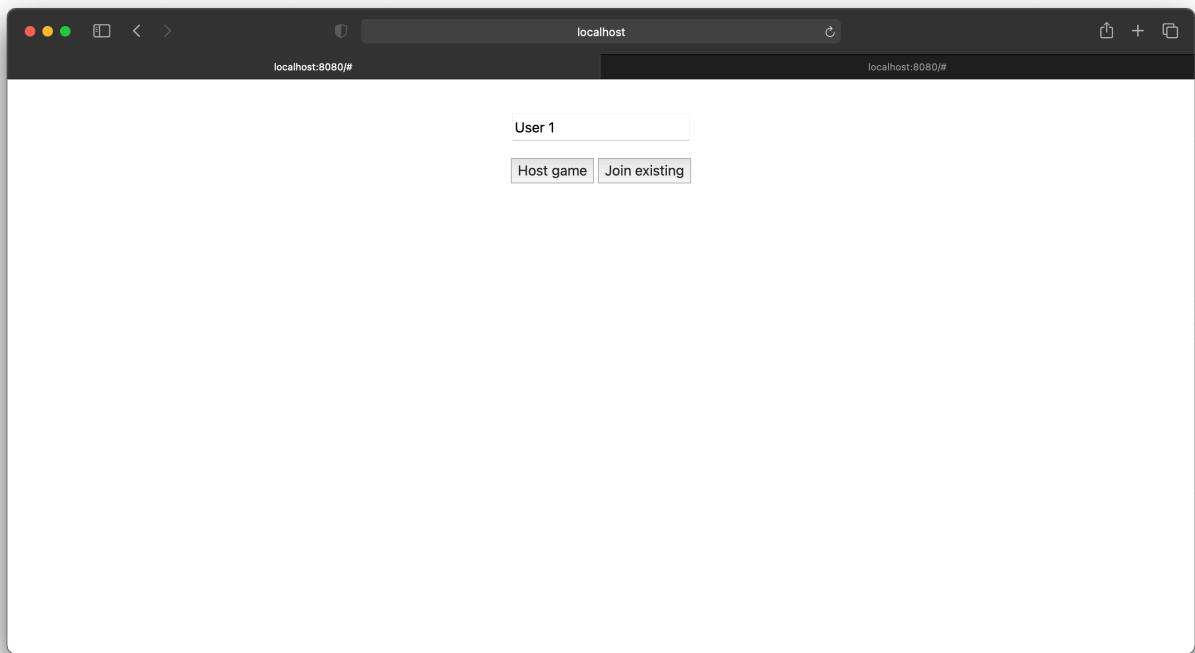 localhost
localhost:8080/#
localhost:8080/#
User 1
Host game
Join existing